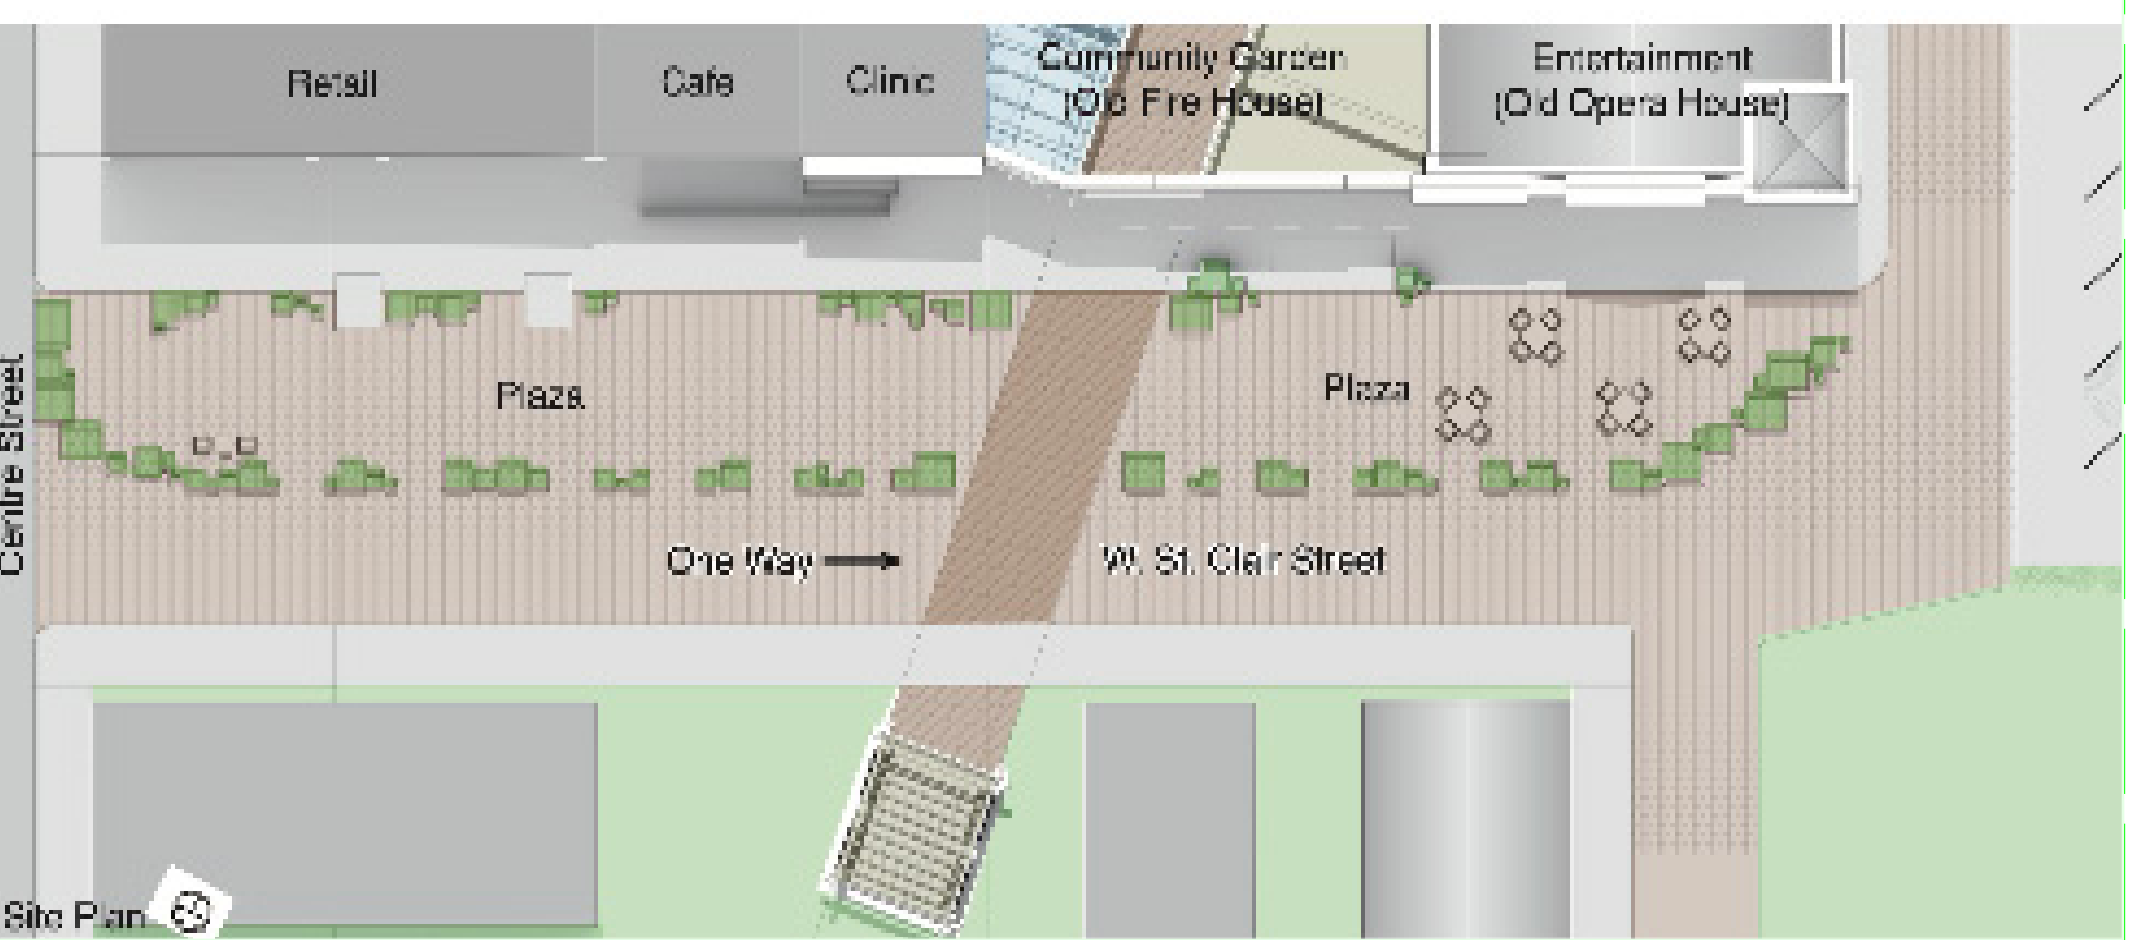 Retail
Cafe
Clinic
Community Garden
(Old Fire House)
Entertainment
(Old Opera House)
Centre Street
Plaza
Plaza
One Way
W. St. Clair Street
Site Plan